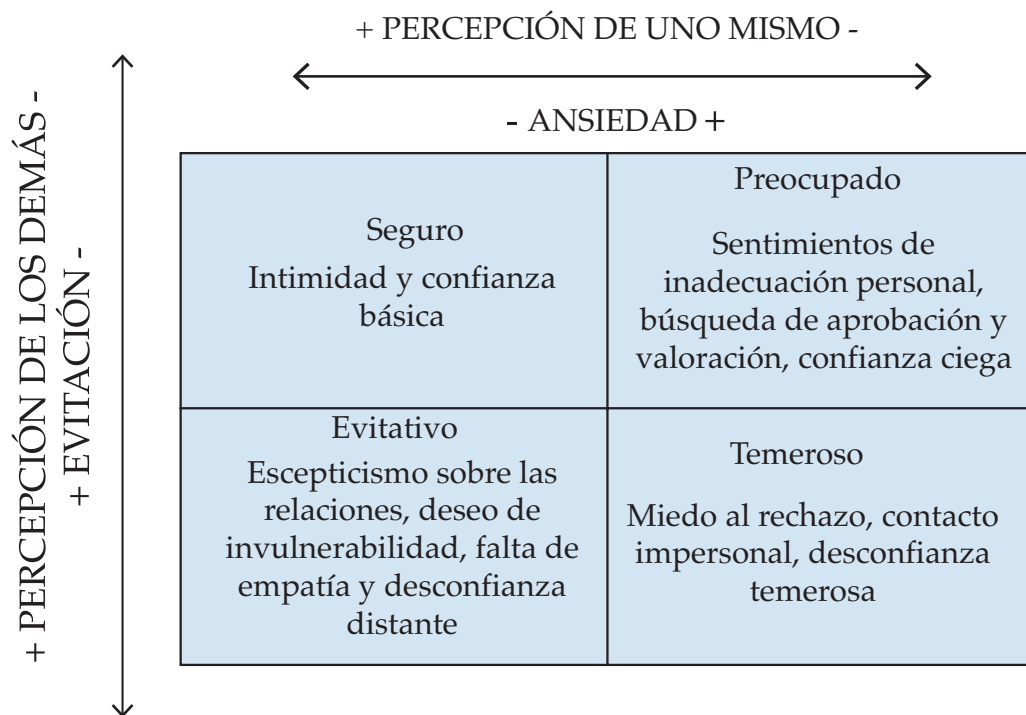 + PERCEPCIÓN DE UNO MISMO -
- ANSIEDAD +
+ PERCEPCIÓN DE LOS DEMÁS -
+ EVITACIÓN -
Seguro
Intimidad y confianza
básica
Preocupado
Sentimientos de
inadecuación personal,
búsqueda de aprobación y
valoración, confianza ciega
Evitativo
Escepticismo sobre las
relaciones, deseo de
invulnerabilidad, falta de
empatía y desconfianza
distante
Temeroso
Miedo al rechazo, contacto
impersonal, desconfianza
temerosa